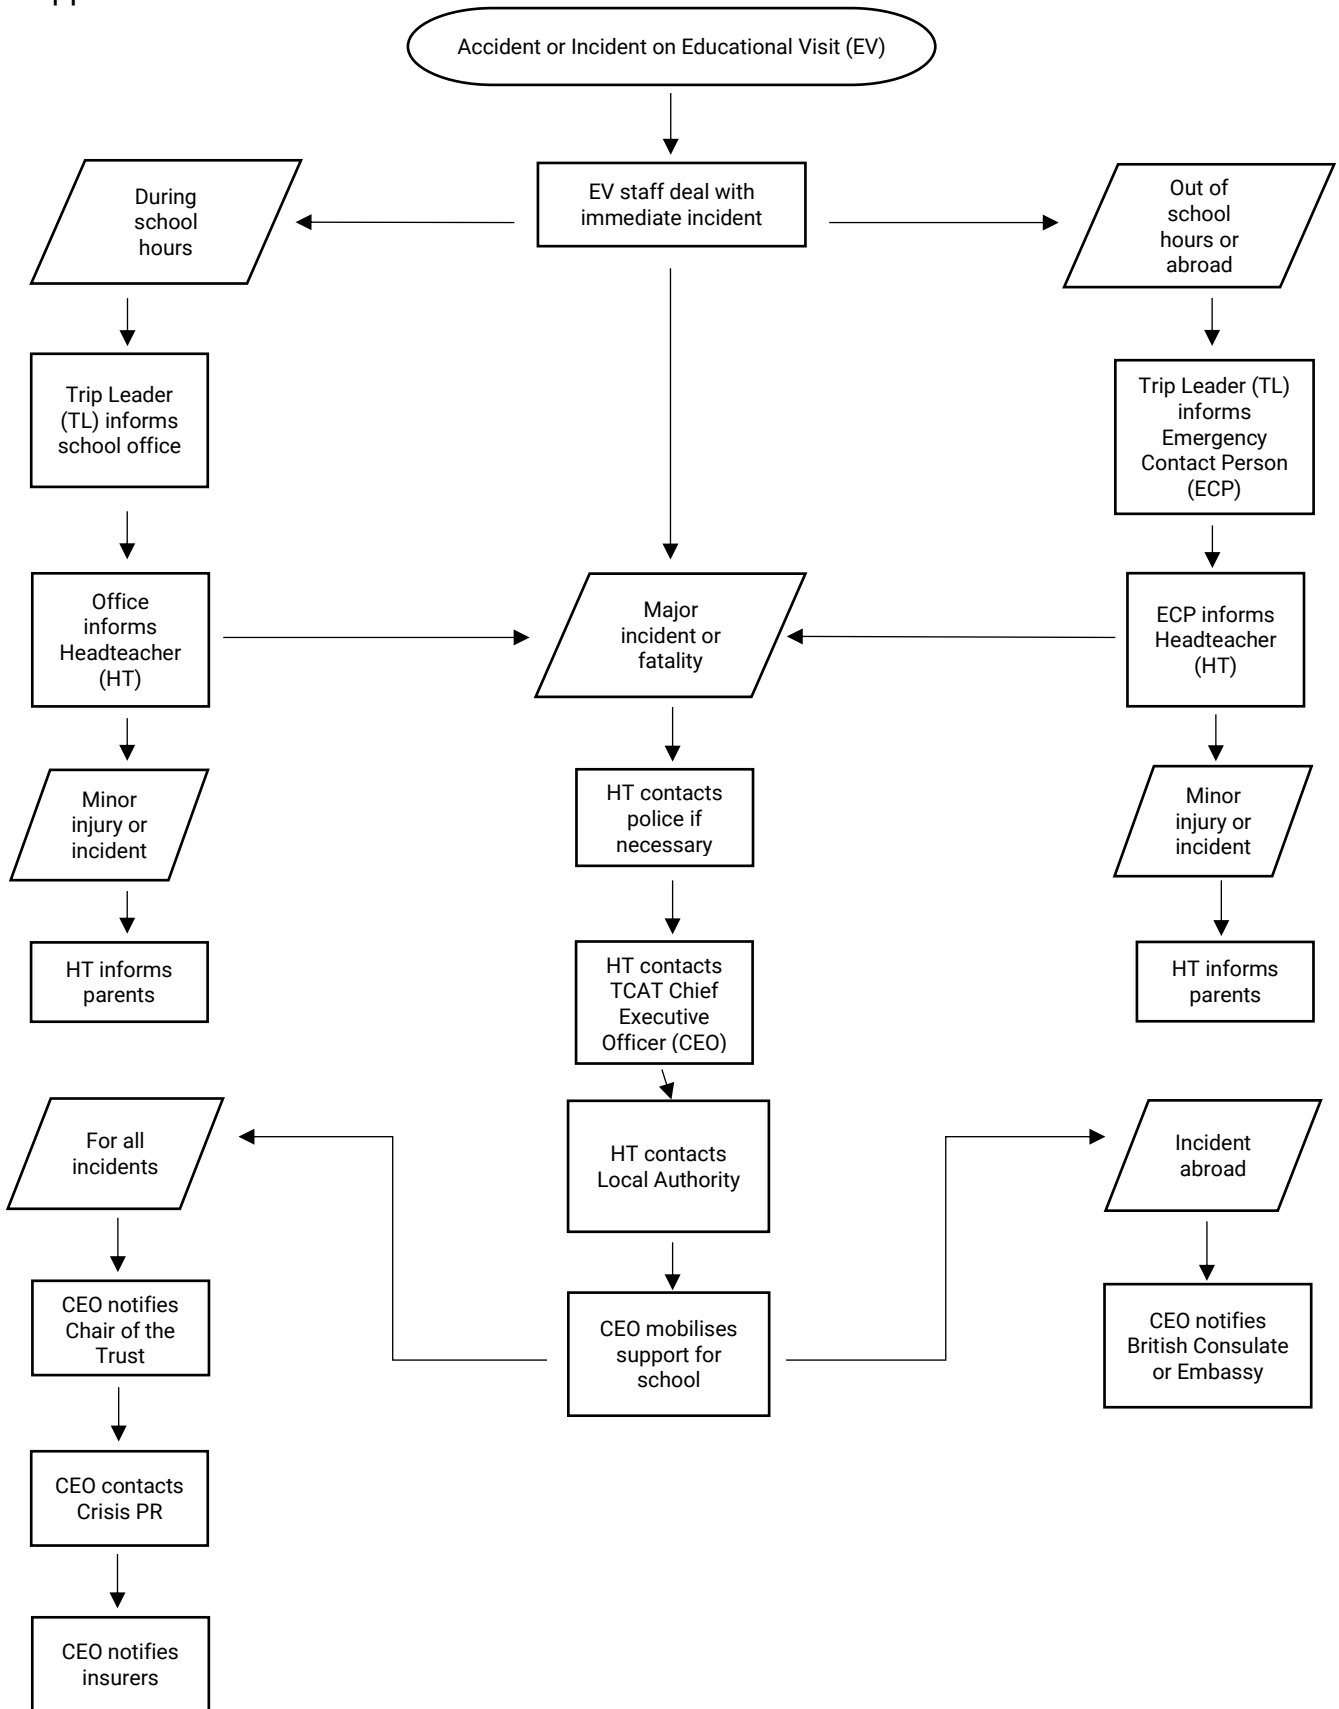 Accident or Incident on Educational Visit (EV)
During
school
hours
EV staff deal with
immediate incident
Out of
school
hours or
abroad
Trip Leader
(TL) informs
school office
Trip Leader (TL)
informs
Emergency
Contact Person
(ECP)
Office
informs
Headteacher
(HT)
Major
incident or
fatality
ECP informs
Headteacher
(HT)
Minor
injury or
incident
HT contacts
police if
necessary
Minor
injury or
incident
HT informs
parents
HT contacts
TCAT Chief
Executive
Officer (CEO)
HT informs
parents
For all
incidents
HT contacts
Local Authority
Incident
abroad
CEO notifies
Chair of the
Trust
CEO mobilises
support for
school
CEO notifies
British Consulate
or Embassy
CEO contacts
Crisis PR
CEO notifies
insurers